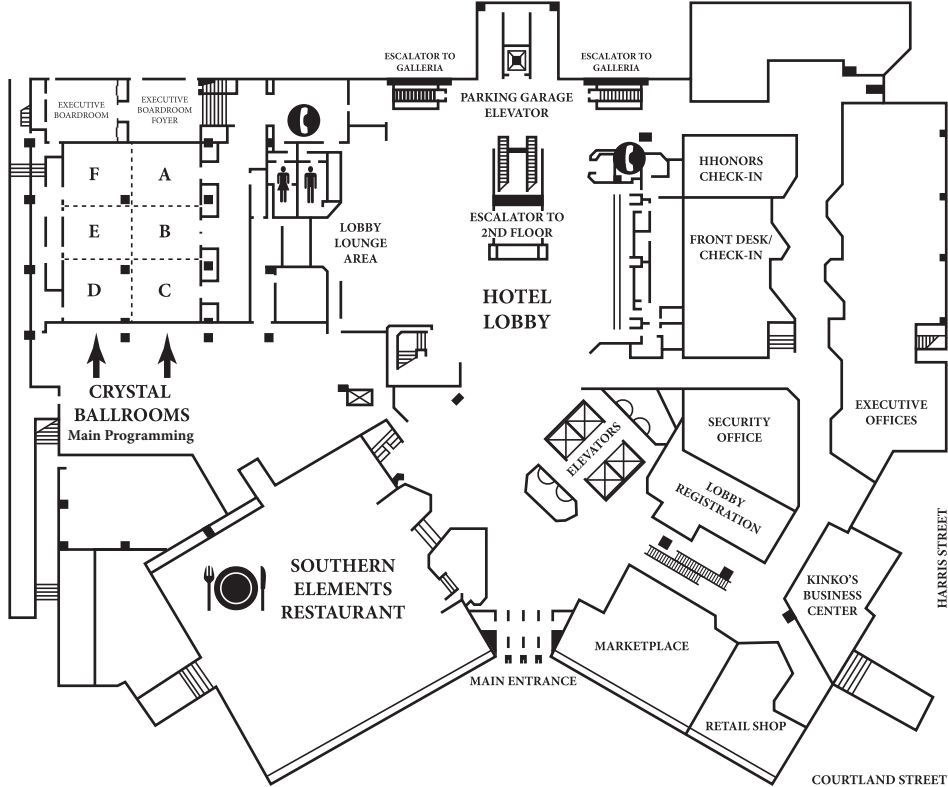 ESCALATOR TO
GALLERIA
ESCALATOR TO
GALLERIA
PARKING GARAGE
ELEVATOR
EXECUTIVE
BOARDROOM
EXECUTIVE
BOARDROOM
FOYER
F
A
E
B
D
C
LOBBY
LOUNGE
AREA
ESCALATOR TO
2ND FLOOR
HHONORS
CHECK-IN
FRONT DESK/
CHECK-IN
HOTEL
LOBBY
CRYSTAL
BALLROOMS
Main Programming
ELEVATORS
SECURITY
OFFICE
EXECUTIVE
OFFICES
LOBBY
REGISTRATION
HARRIS STREET
SOUTHERN
ELEMENTS
RESTAURANT
KINKO'S
BUSINESS
CENTER
MARKETPLACE
MAIN ENTRANCE
RETAIL SHOP
COURTLAND STREET